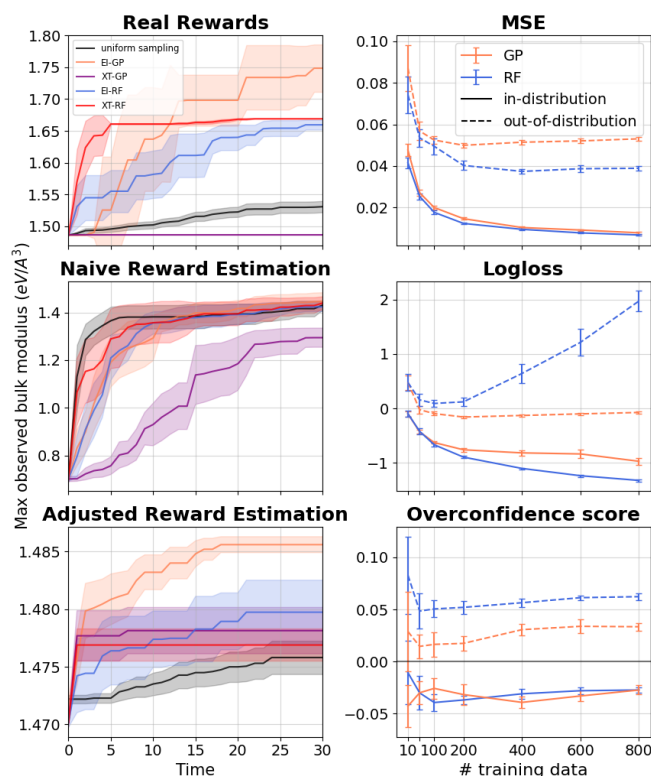 Real Rewards
1.80
1.75
1.70
1.65
1.60
1.55
1.50
uniform sampling
EI-GP
XT-GP
EI-RF
XT-RF
MSE
0.10
0.08
0.06
0.04
0.02
GP
RF
in-distribution
out-of-distribution
Max observed bulk modulus (eV/A³)
Naive Reward Estimation
1.4
1.2
1.0
0.8
Logloss
2
1
0
−1
Adjusted Reward Estimation
1.485
1.480
1.475
1.470
0 5 10 15 20 25 30
Time
Overconfidence score
0.10
0.05
0.00
−0.05
10 100 200 400 600 800
# training data